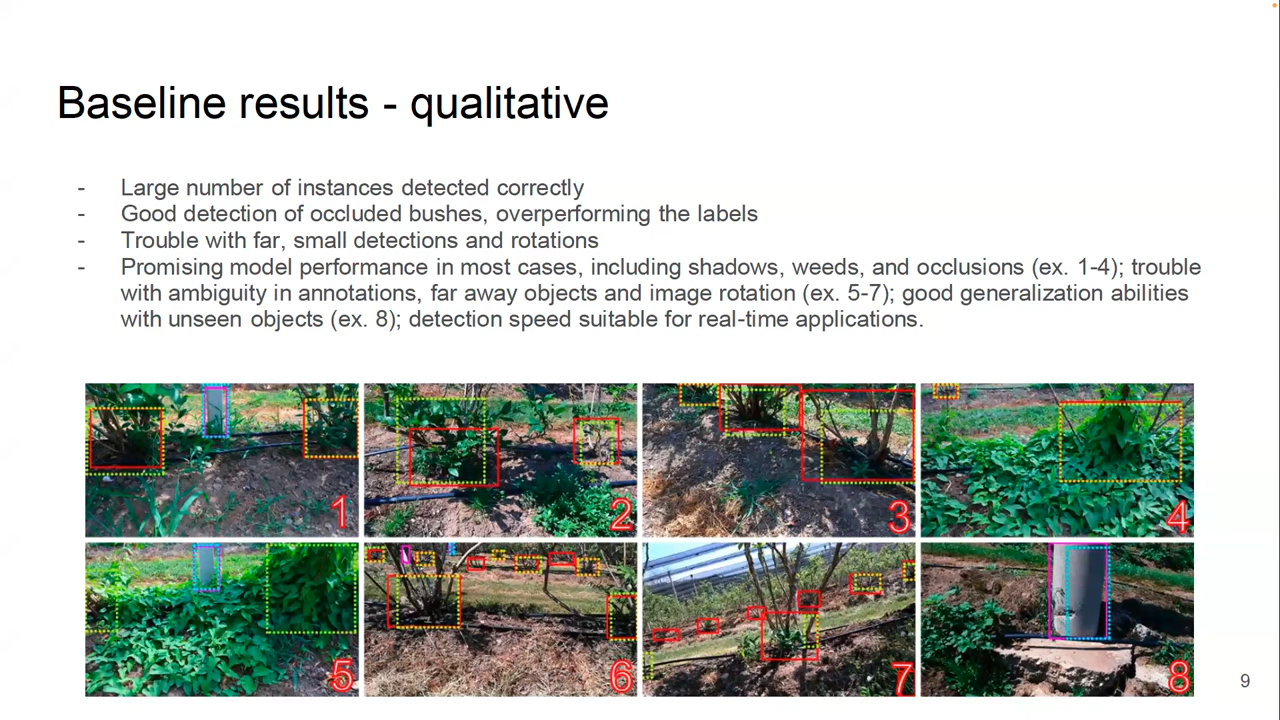 Baseline results - qualitative
- Large number of instances detected correctly
- Good detection of occluded bushes, overperforming the labels
- Trouble with far, small detections and rotations
- Promising model performance in most cases, including shadows, weeds, and occlusions (ex. 1-4); trouble
with ambiguity in annotations, far away objects and image rotation (ex. 5-7); good generalization abilities
with unseen objects (ex. 8); detection speed suitable for real-time applications.
1
2
3
4
5
6
7
8
9